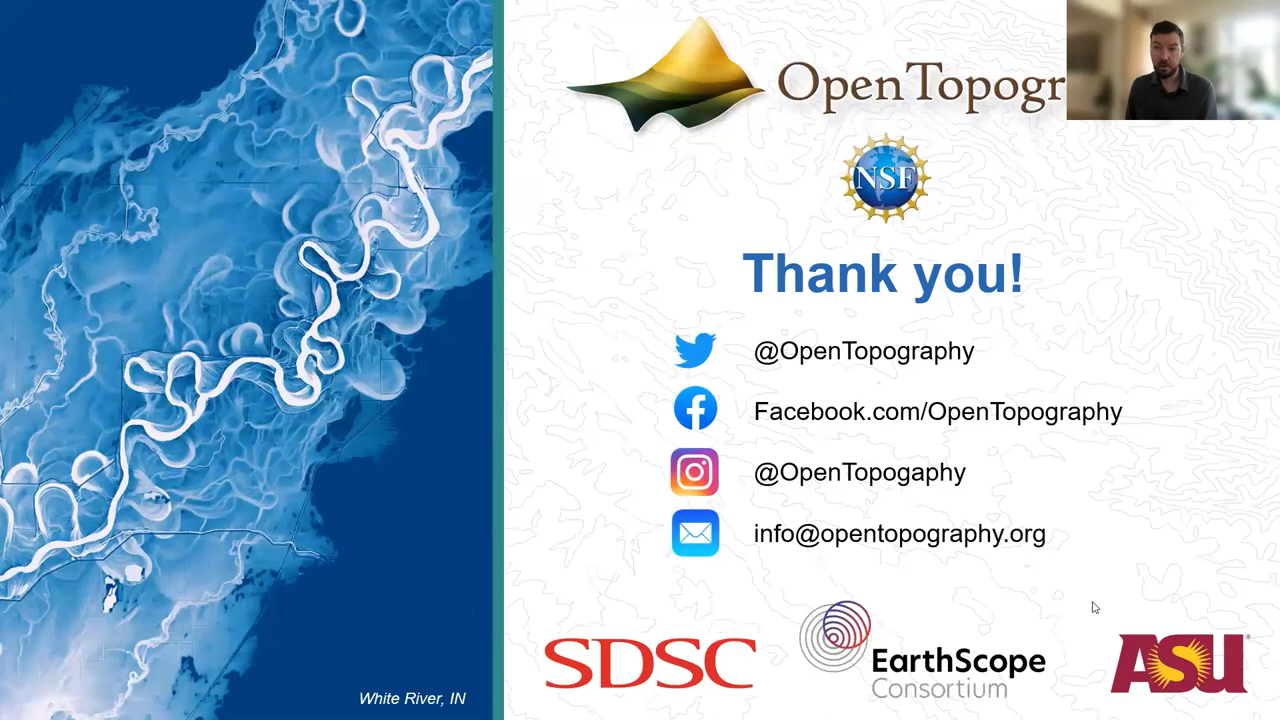 OpenTopogr
NSF
Thank you!
@OpenTopography
Facebook.com/OpenTopography
@OpenTopogaphy
info@opentopography.org
SDSC
EarthScope
Consortium
ASU
White River, IN